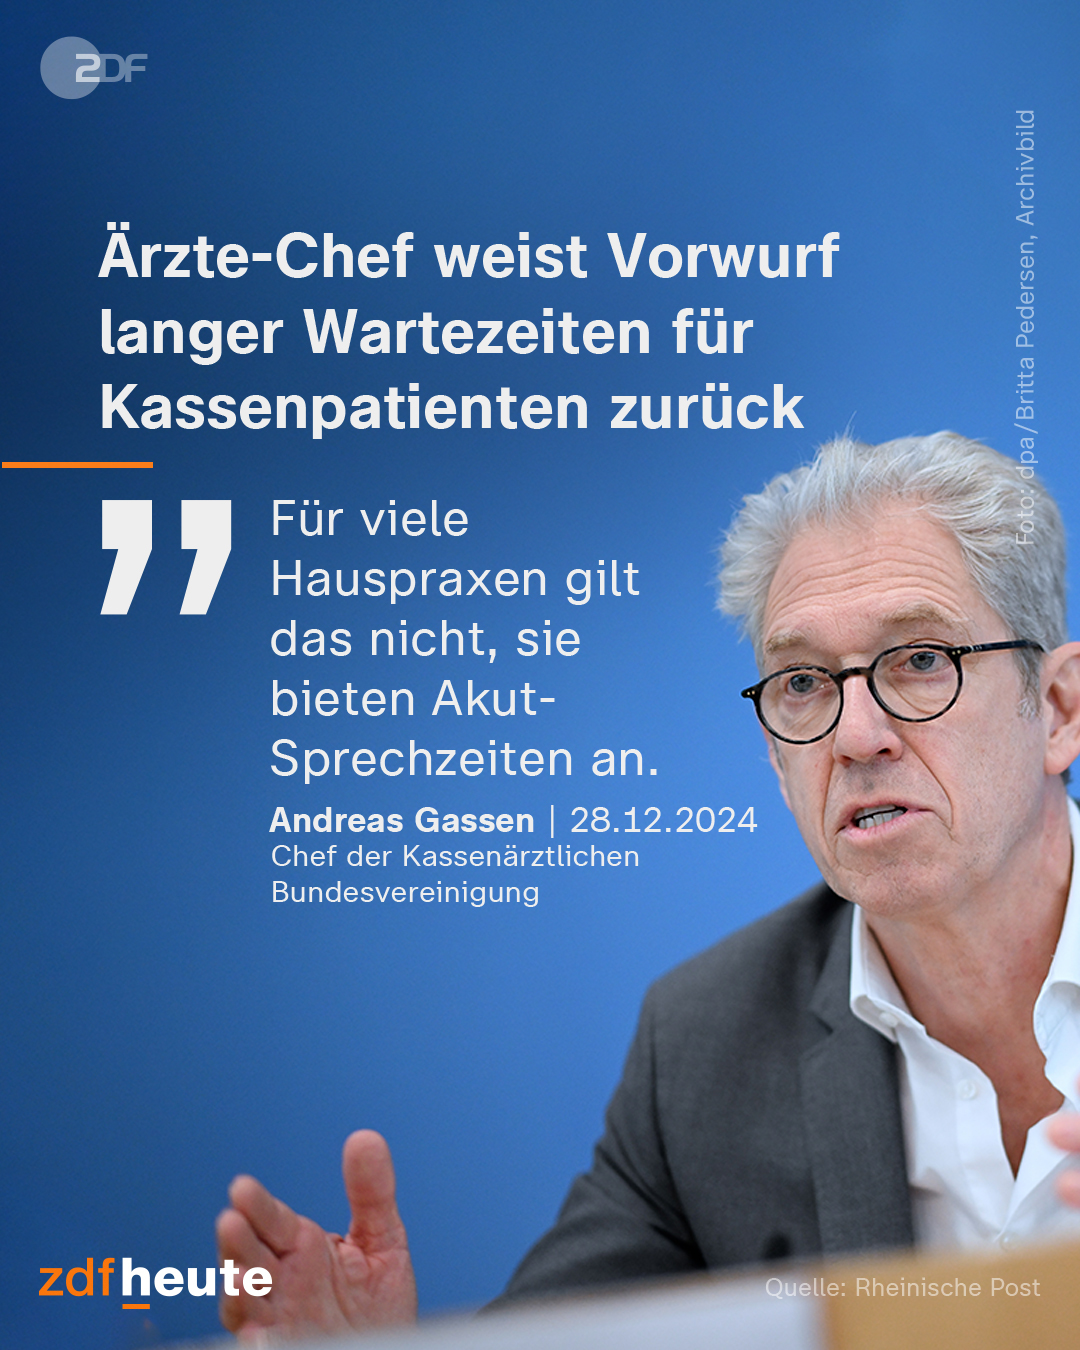 ZDF
Foto: dpa/Britta Pedersen, Archivbild
Ärzte-Chef weist Vorwurf
langer Wartezeiten für
Kassenpatienten zurück
„Für viele
Hauspraxen gilt
das nicht, sie
bieten Akut-
Sprechzeiten an.
Andreas Gassen | 28.12.2024
Chef der Kassenärztlichen
Bundesvereinigung
zdfheute
Quelle: Rheinische Post